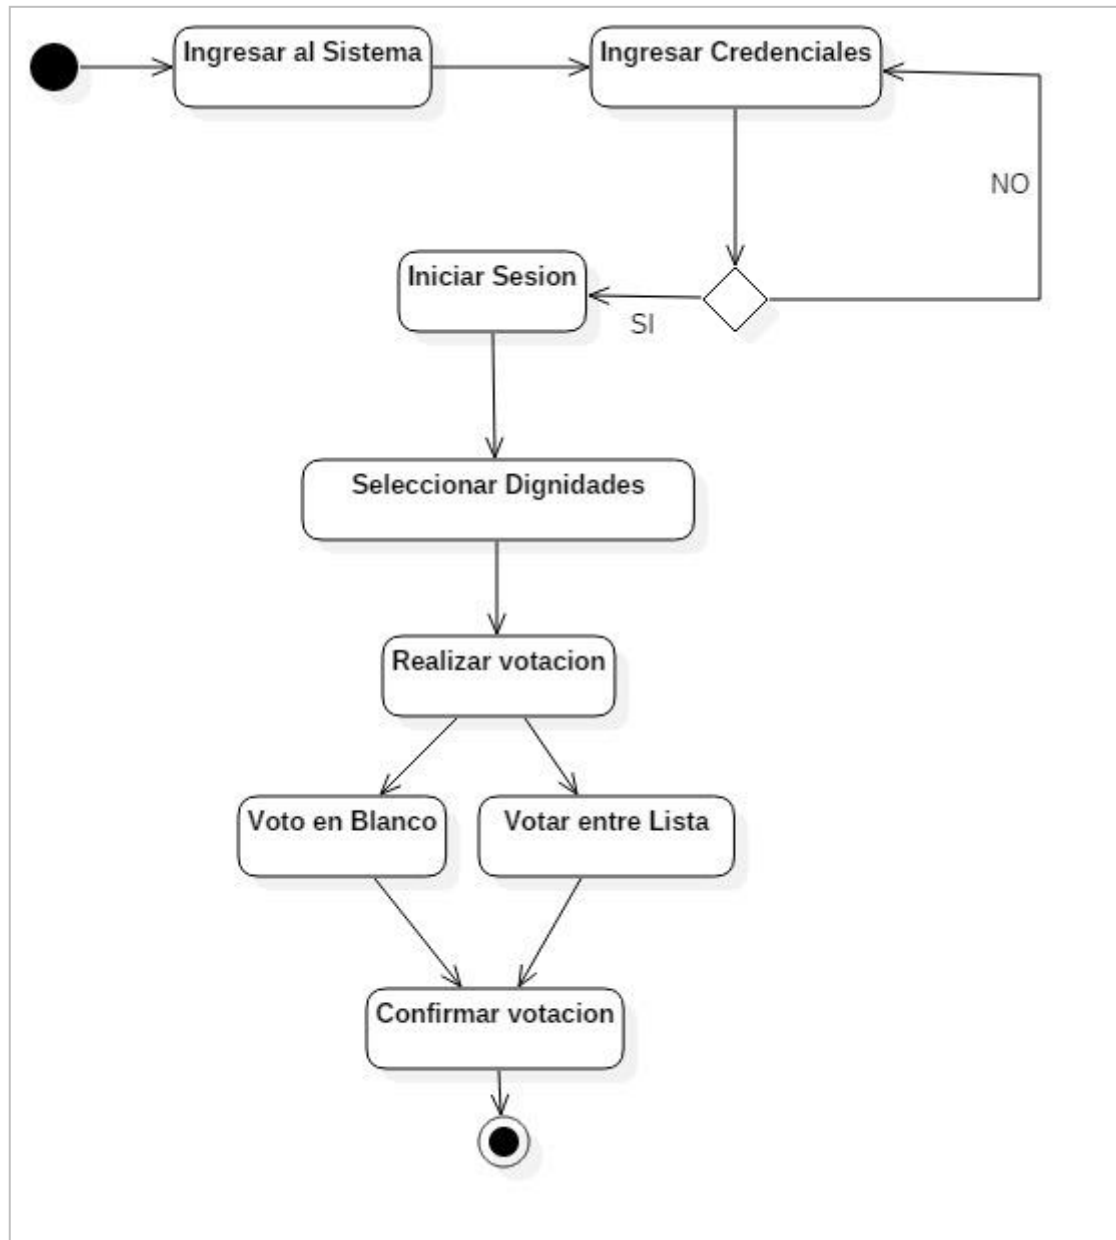 Ingresar al Sistema
Ingresar Credenciales
NO
Iniciar Sesion
SI
Seleccionar Dignidades
Realizar votacion
Voto en Blanco
Votar entre Lista
Confirmar votacion